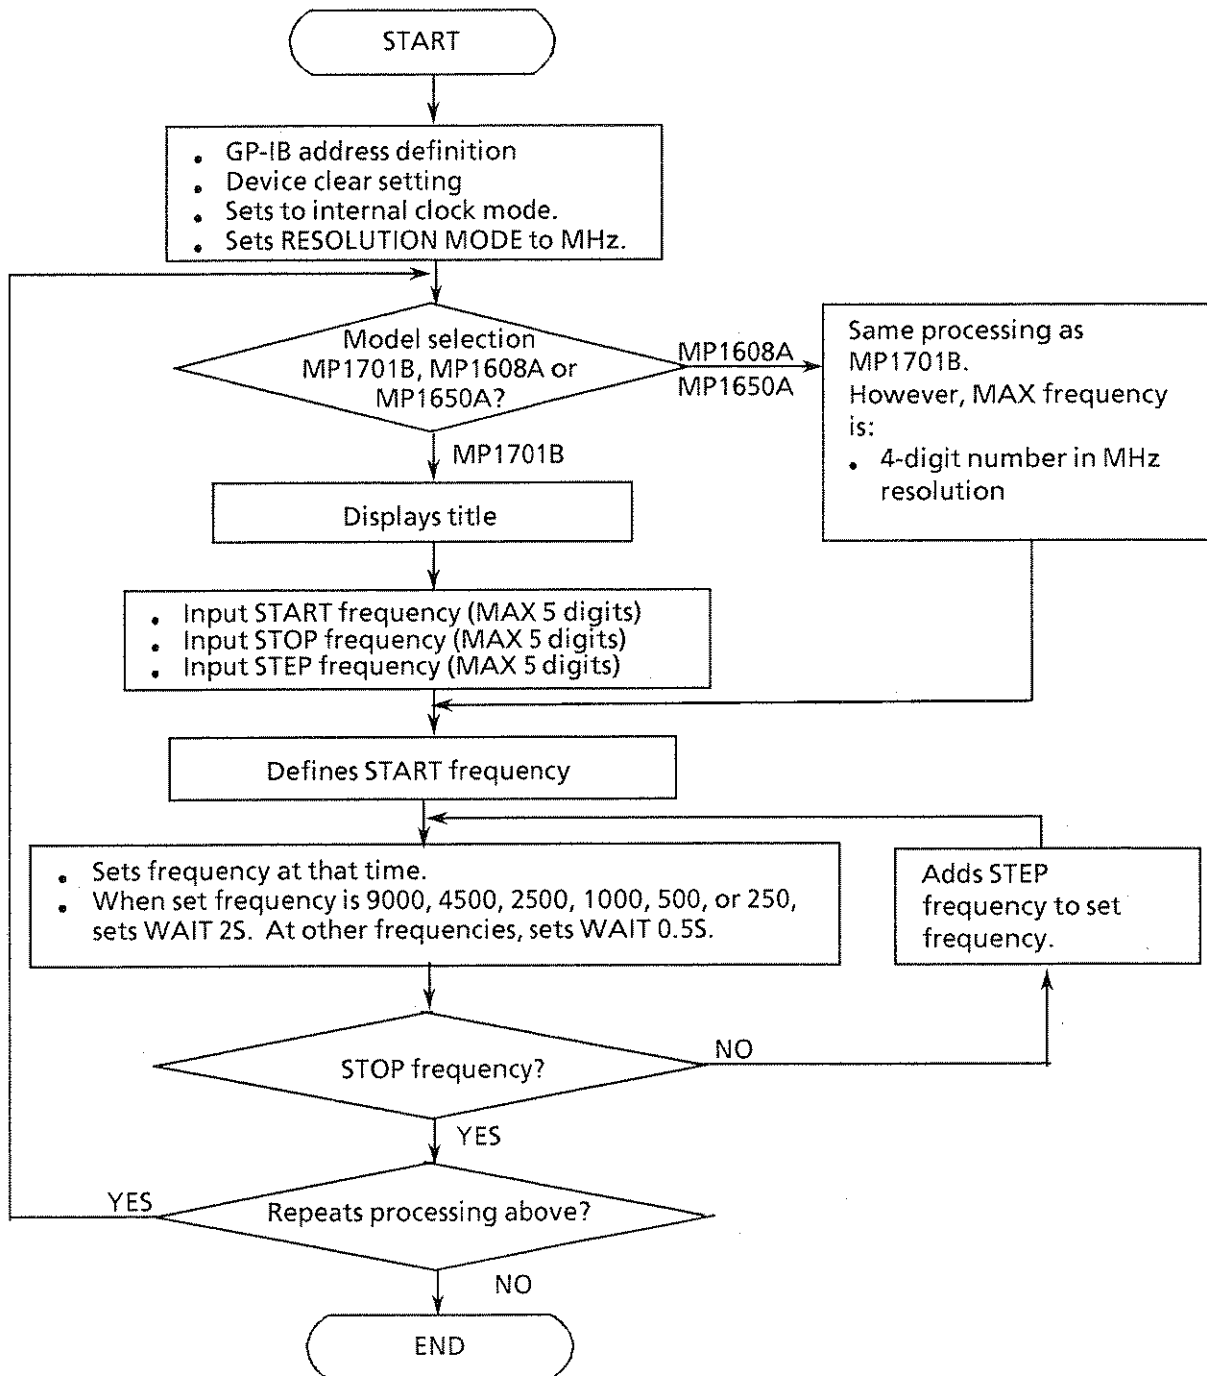 START
• GP-IB address definition
• Device clear setting
• Sets to internal clock mode.
• Sets RESOLUTION MODE to MHz.
Model selection
MP1701B, MP1608A or
MP1650A?
MP1608A
MP1650A
Same processing as
MP1701B.
However, MAX frequency
is:
• 4-digit number in MHz
resolution
MP1701B
Displays title
• Input START frequency (MAX 5 digits)
• Input STOP frequency (MAX 5 digits)
• Input STEP frequency (MAX 5 digits)
Defines START frequency
• Sets frequency at that time.
• When set frequency is 9000, 4500, 2500, 1000, 500, or 250,
sets WAIT 2S. At other frequencies, sets WAIT 0.5S.
Adds STEP
frequency to set
frequency.
STOP frequency?
NO
YES
Repeats processing above?
YES
NO
END